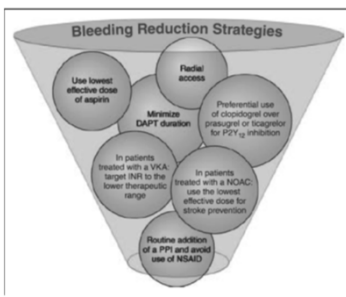 Bleeding Reduction Strategies
Use lowest
effective dose
of aspirin
Radial
access
Minimize
DAPT duration
Preferential use
of clopidogrel over
prasugrel or ticagrelor
for P2Y₁₂ inhibition
In patients
treated with a VKA:
target INR to the
lower therapeutic
range
In patients
treated with a NOAC:
use the lowest
effective dose for
stroke prevention
Routine addition
of a PPI and avoid
use of NSAID